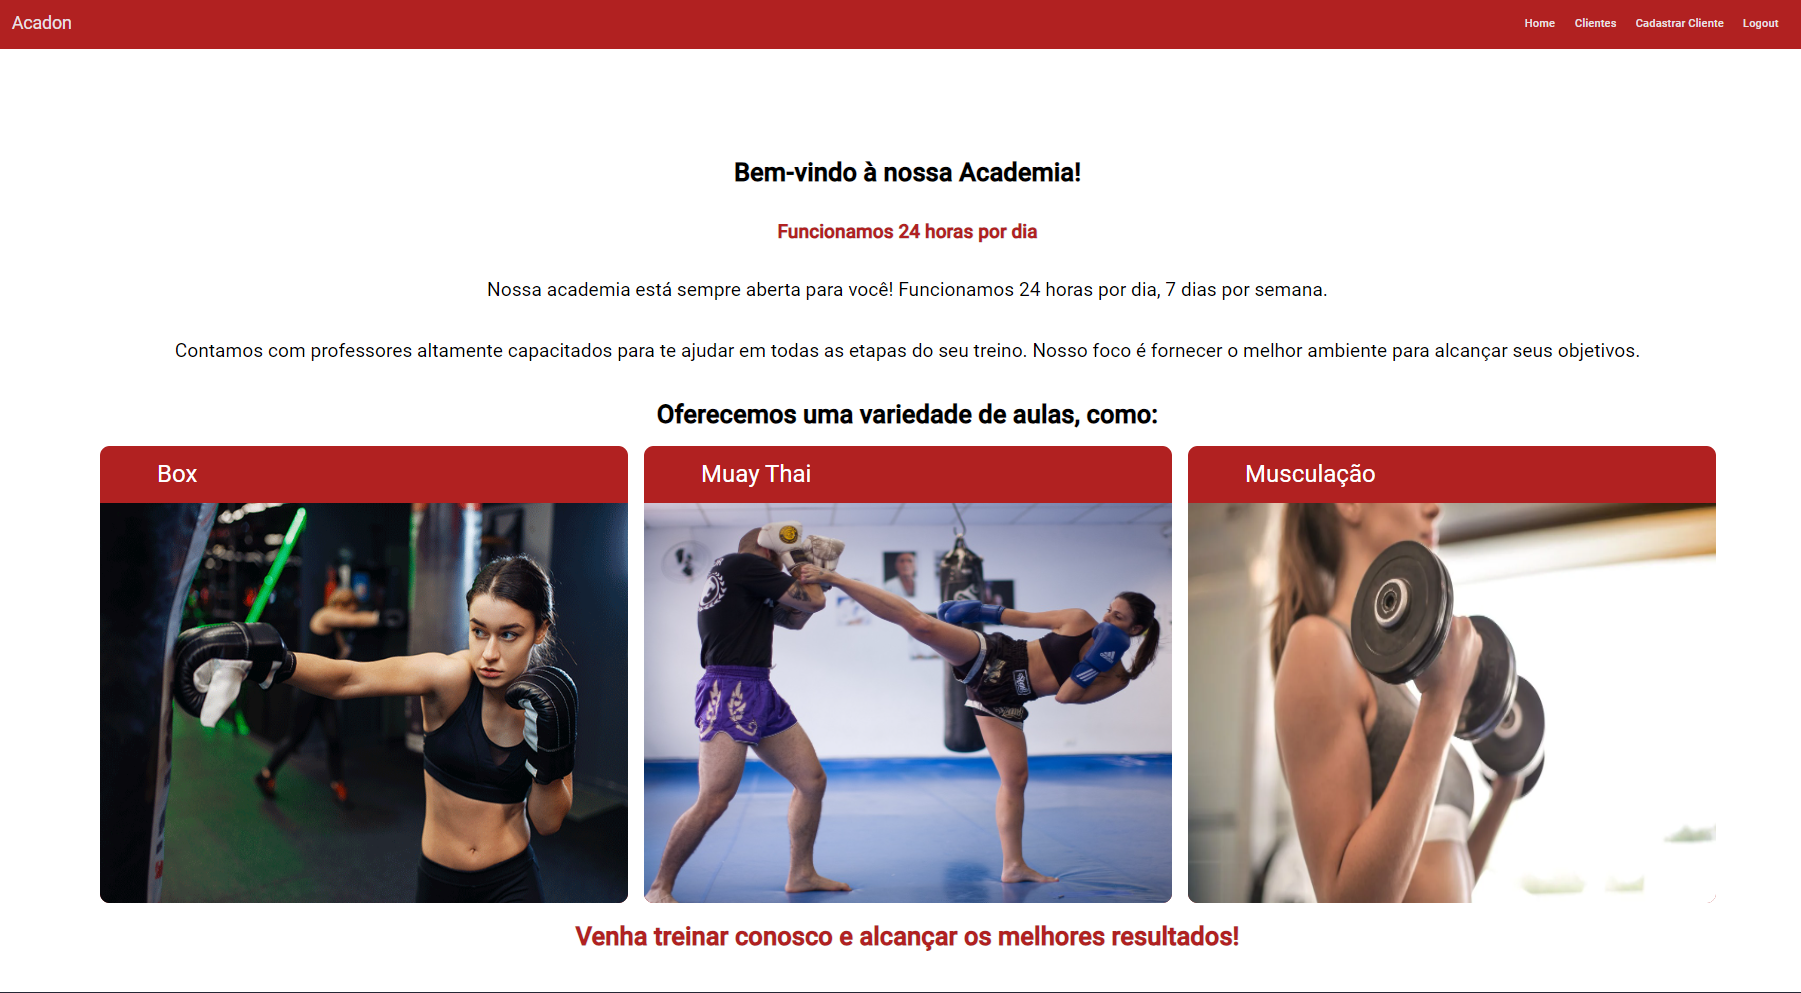 Acadon
Home Clientes Cadastrar Cliente Logout
Bem-vindo à nossa Academia!
Funcionamos 24 horas por dia
Nossa academia está sempre aberta para você! Funcionamos 24 horas por dia, 7 dias por semana.
Contamos com professores altamente capacitados para te ajudar em todas as etapas do seu treino. Nosso foco é fornecer o melhor ambiente para alcançar seus objetivos.
Oferecemos uma variedade de aulas, como:
Box
Muay Thai
Musculação
Venha treinar conosco e alcançar os melhores resultados!